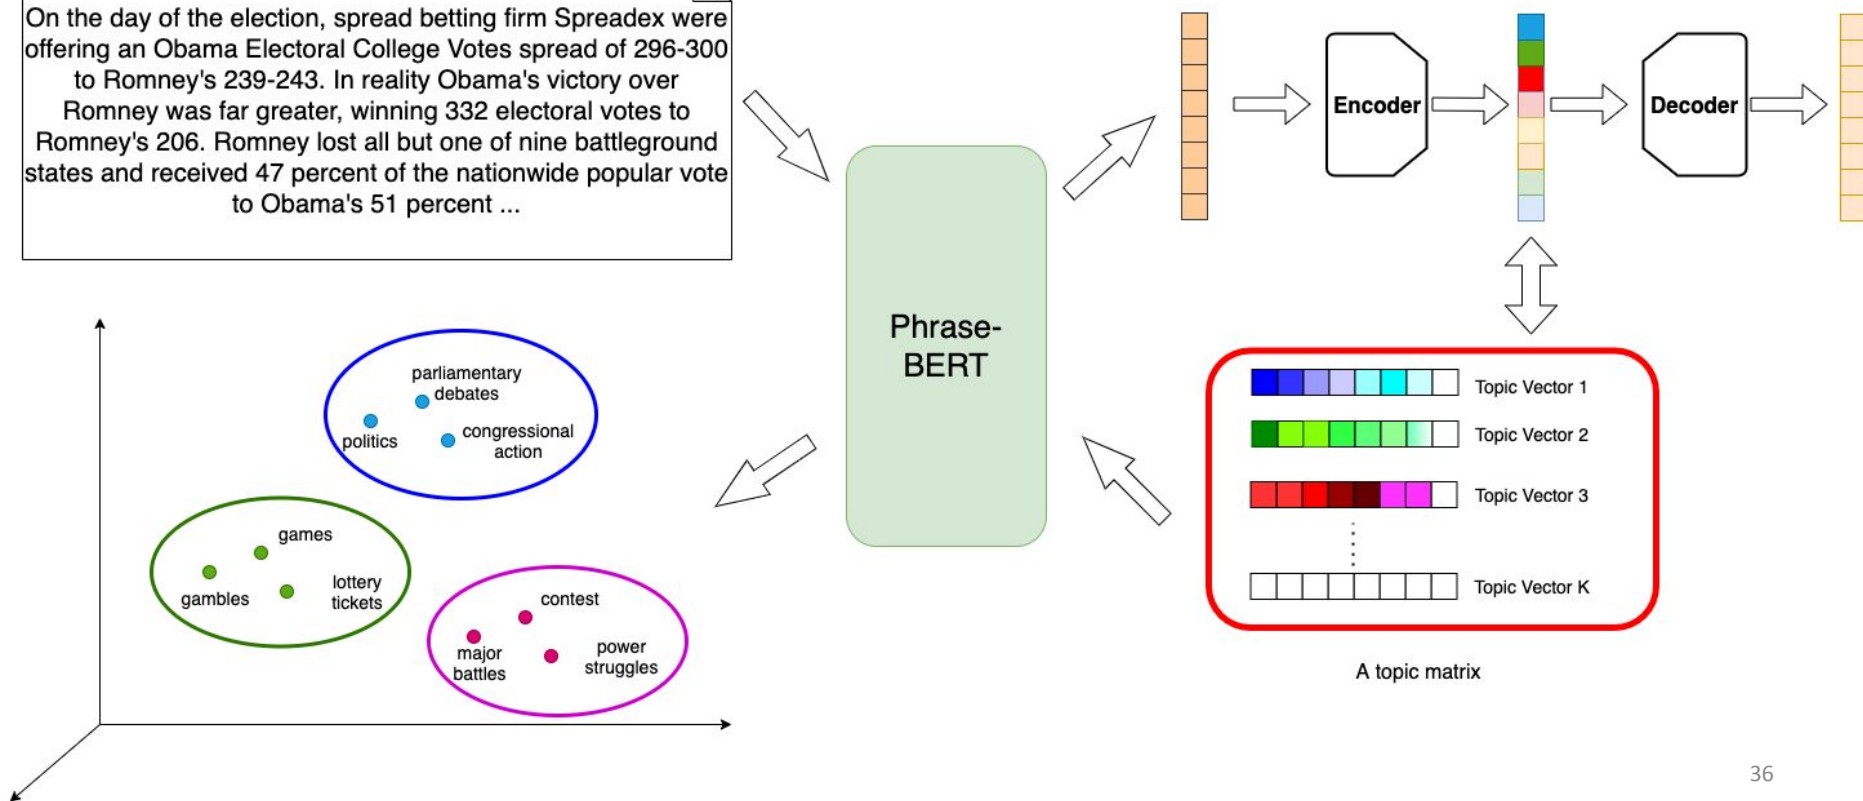 On the day of the election, spread betting firm Spreadex were
offering an Obama Electoral College Votes spread of 296-300
to Romney's 239-243. In reality Obama's victory over
Romney was far greater, winning 332 electoral votes to
Romney's 206. Romney lost all but one of nine battleground
states and received 47 percent of the nationwide popular vote
to Obama's 51 percent ...
Encoder
Decoder
Phrase-
BERT
parliamentary
debates
politics
congressional
action
games
gambles
lottery
tickets
contest
major
battles
power
struggles
Topic Vector 1
Topic Vector 2
Topic Vector 3
Topic Vector K
A topic matrix
36